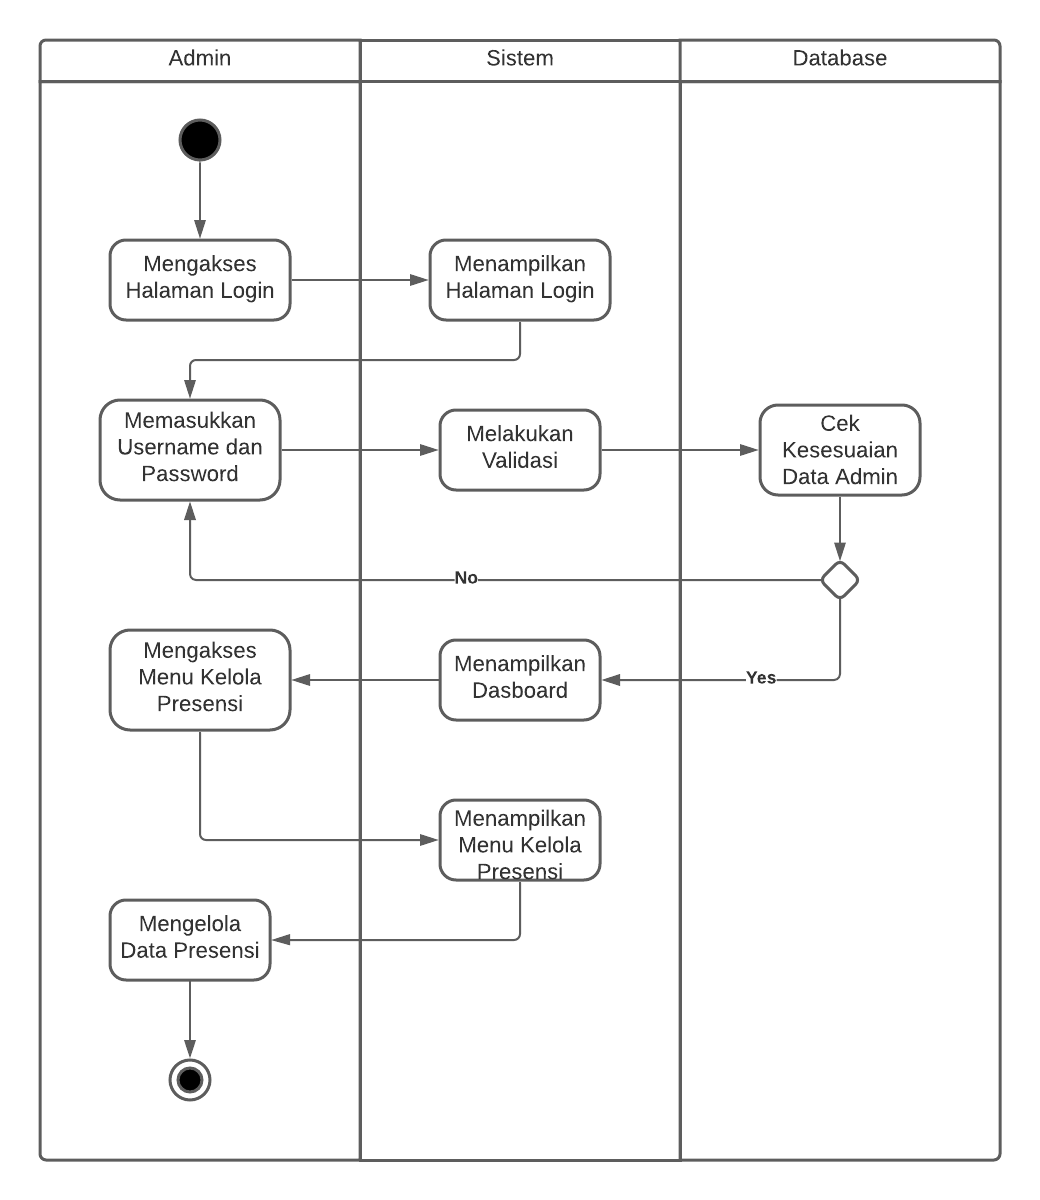 Admin
Sistem
Database
Mengakses
Halaman Login
Menampilkan
Halaman Login
Memasukkan
Username dan
Password
Melakukan
Validasi
Cek
Kesesuaian
Data Admin
No
Mengakses
Menu Kelola
Presensi
Menampilkan
Dasboard
Yes
Menampilkan
Menu Kelola
Presensi
Mengelola
Data Presensi